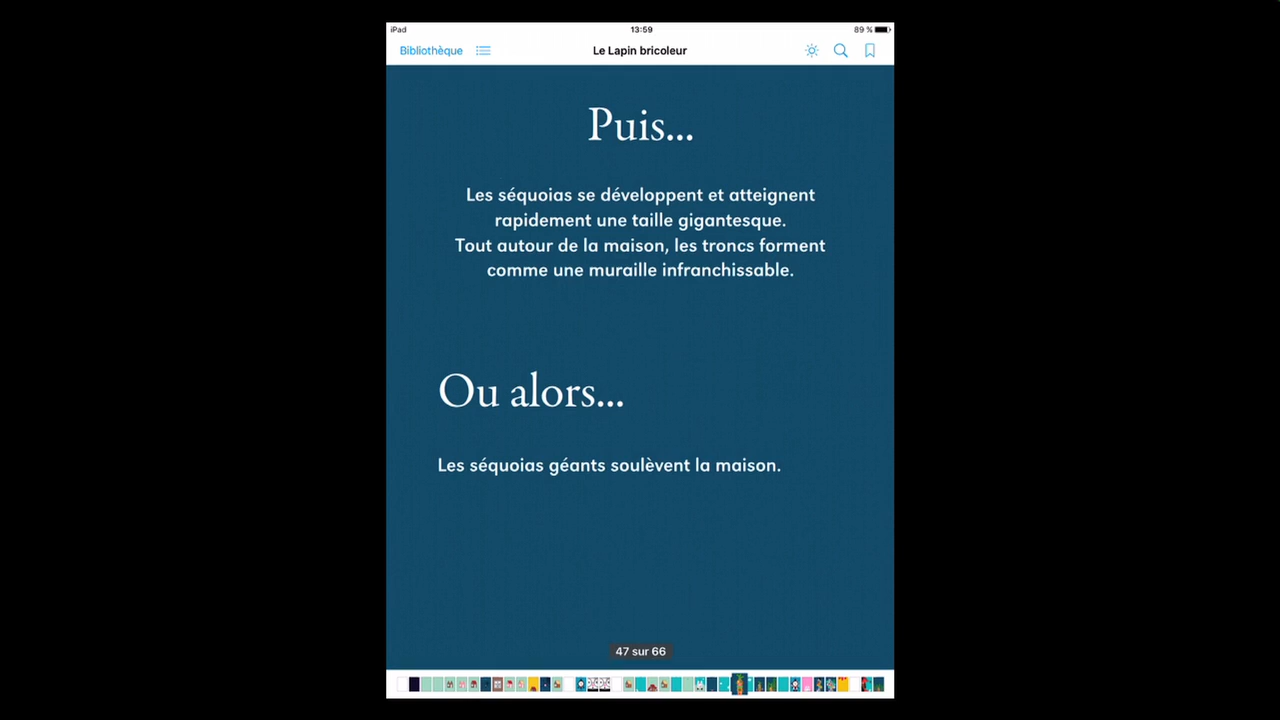 iPad
13:59
89 %
Bibliothèque
Le Lapin bricoleur
Puis...
Les séquoias se développent et atteignent
rapidement une taille gigantesque.
Tout autour de la maison, les troncs forment
comme une muraille infranchissable.
Ou alors...
Les séquoias géants soulèvent la maison.
47 sur 66